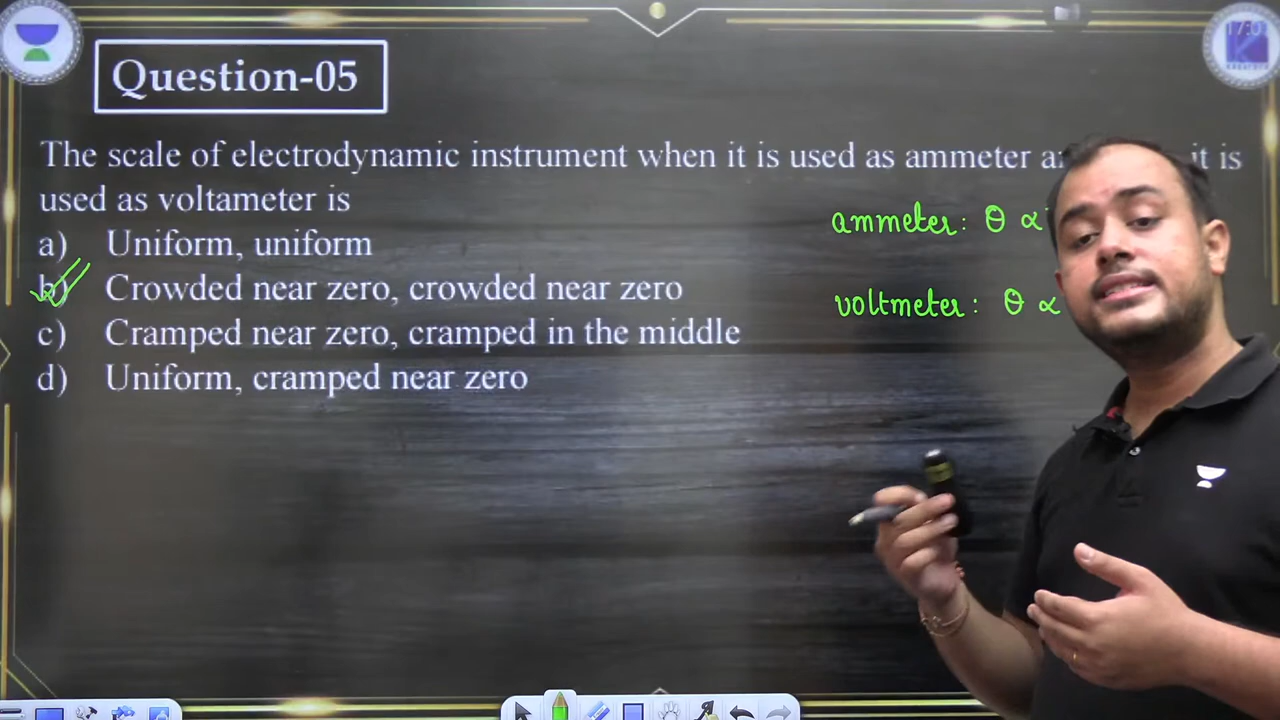 Question-05
The scale of electrodynamic instrument when it is used as ammeter it is
used as voltameter is
a) Uniform, uniform
b) Crowded near zero, crowded near zero
c) Cramped near zero, cramped in the middle
d) Uniform, cramped near zero
ammeter: θ ∝
voltmeter: θ ∝